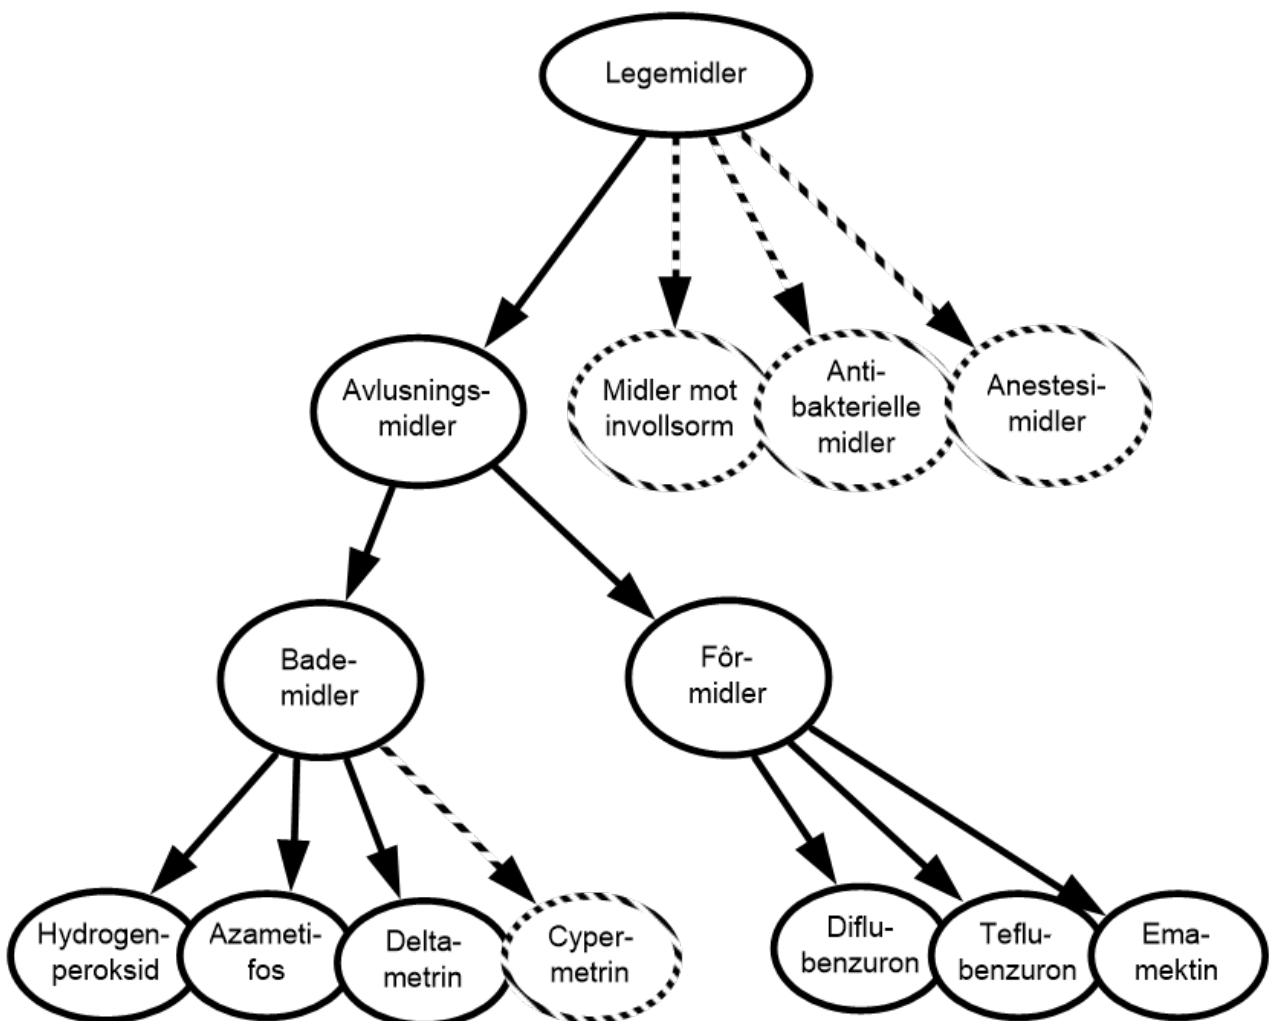 Legemidler
Avlusnings-
midler
Midler mot
involIsorm
Anti-
bakterielle
midler
Anestesi-
midler
Bade-
midler
Fôr-
midler
Hydrogen-
peroksid
Azameti-
fos
Delta-
metrin
Cyper-
metrin
Diflu-
benzuron
Teflu-
benzuron
Ema-
mektin